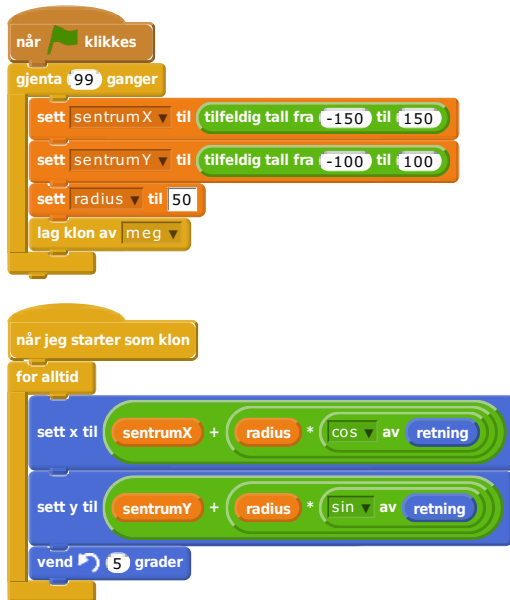 når klikkes
gjenta 99 ganger
sett sentrumX til tilfeldig tall fra -150 til 150
sett sentrumY til tilfeldig tall fra -100 til 100
sett radius til 50
lag klon av meg
når jeg starter som klon
for alltid
sett x til sentrumX + radius * cos av retning
sett y til sentrumY + radius * sin av retning
vend 5 grader